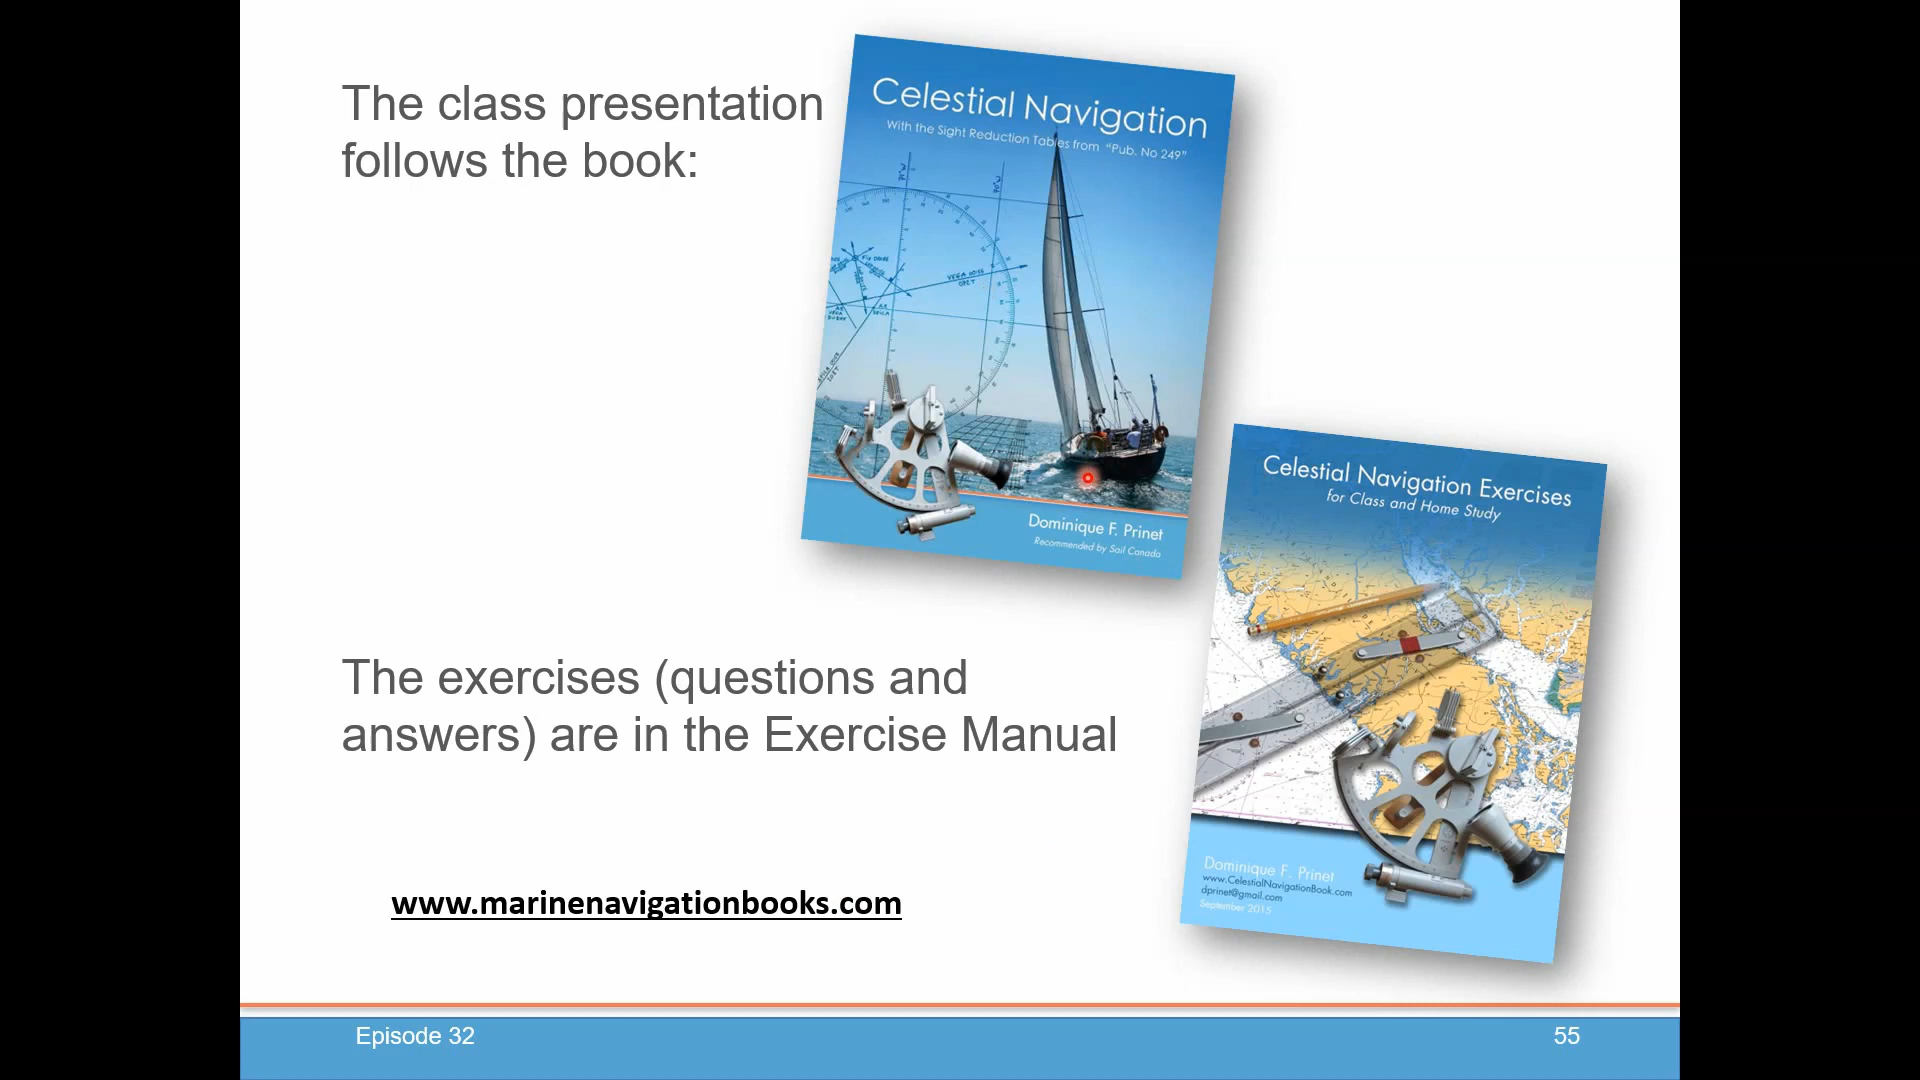 The class presentation
follows the book:
Celestial Navigation
With the Sight Reduction Tables from "Pub. No 249"
VEGA 0055
Dominique F. Prinet
Recommended by Sail Canada
Celestial Navigation Exercises
for Class and Home Study
The exercises (questions and
answers) are in the Exercise Manual
Dominique F. Prinet
www.CelestialNavigationBook.com
dprinet@gmail.com
September 2015
www.marinenavigationbooks.com
Episode 32
55